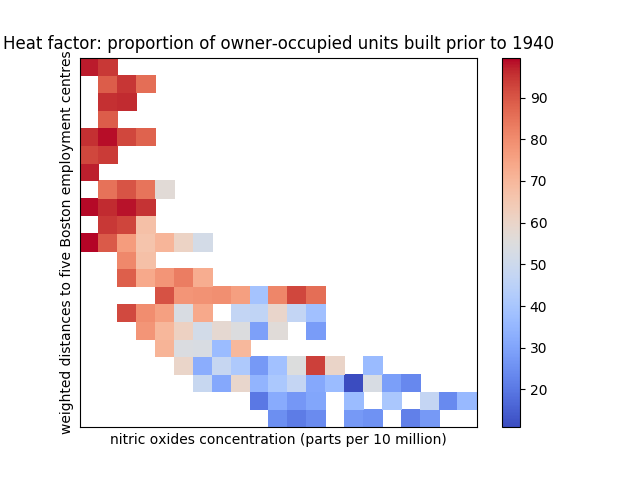 Heat factor: proportion of owner-occupied units built prior to 1940
weighted distances to five Boston employment centres
nitric oxides concentration (parts per 10 million)
90
80
70
60
50
40
30
20